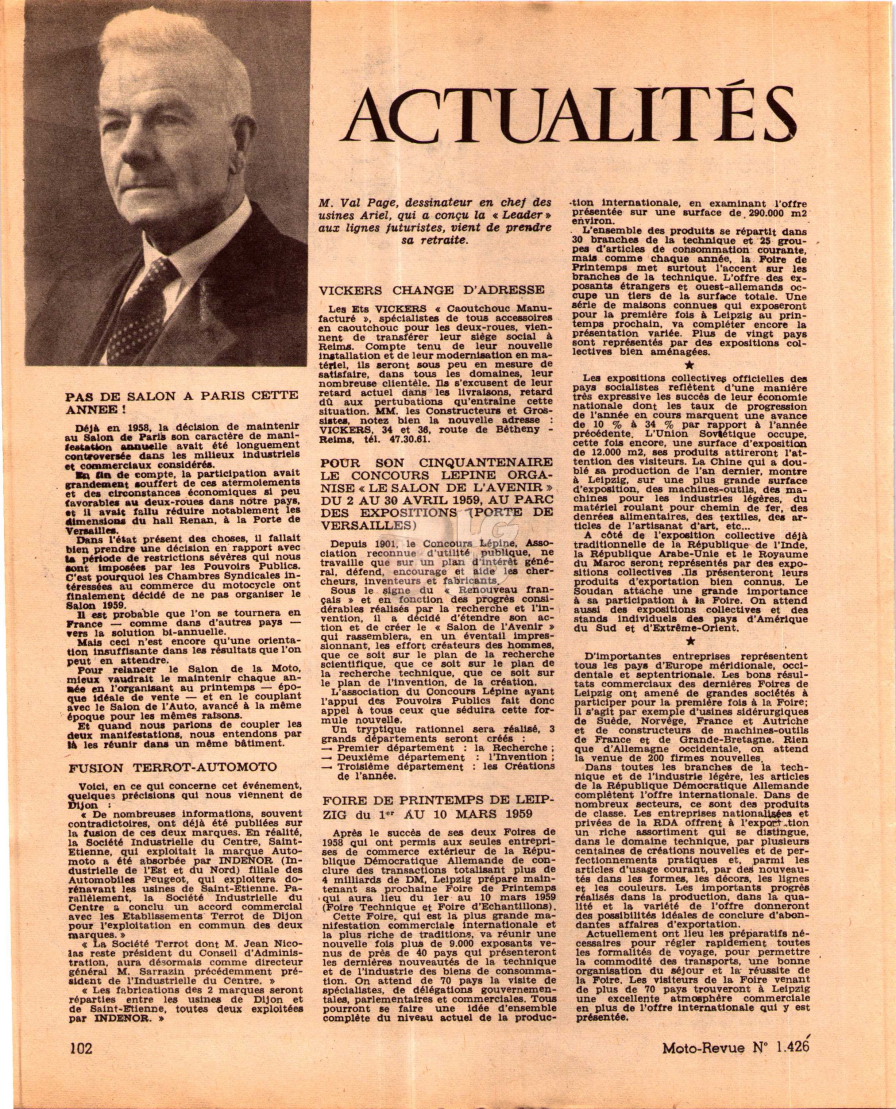 ACTUALITÉS
M. Val Page, dessinateur en chef des
usines Ariel, qui a conçu la « Leader »
aux lignes futuristes, vient de prendre
sa retraite.
PAS DE SALON A PARIS CETTE
ANNEE !
Déjà en 1958, la décision de maintenir
au Salon de Paris son caractère de mani-
festation annuelle avait été longuement
controversée dans les milieux industriels
et commerciaux considérés.
En fin de compte, la participation avait
grandement souffert de ces atermoiements
et des circonstances économiques si peu
favorables au deux-roues dans notre pays,
et il avait fallu réduire notablement les
dimensions du hall Renan, à la Porte de
Versailles.
Dans l'état présent des choses, il fallait
bien prendre une décision en rapport avec
la période de restrictions sévères qui nous
sont imposées par les Pouvoirs Publics.
C'est pourquoi les Chambres Syndicales in-
téressées au commerce du motocycle ont
finalement décidé de ne pas organiser le
Salon 1959.
Il est probable que l'on se tournera en
France — comme dans d'autres pays —
vers la solution bi-annuelle.
Mais ceci n'est encore qu'une orienta-
tion insuffisante dans les résultats que l'on
peut en attendre.
Pour relancer le Salon de la Moto,
mieux vaudrait le maintenir chaque an-
née en l'organisant au printemps — épo-
que idéale de vente — et en le couplant
avec le Salon de l'Auto, avancé à la même
époque pour les mêmes raisons.
Et quand nous parlons de coupler les
deux manifestations, nous entendons par
là les réunir dans un même bâtiment.
FUSION TERROT-AUTOMOTO
Voici, en ce qui concerne cet événement,
quelques précisions qui nous viennent de
Dijon :
« De nombreuses informations, souvent
contradictoires, ont déjà été publiées sur
la fusion de ces deux marques. En réalité,
la Société Industrielle du Centre, Saint-
Etienne, qui exploitait la marque Auto-
moto a été absorbée par INDENOR (In-
dustrielle de l'Est et du Nord) filiale des
Automobiles Peugeot, qui exploitera do-
rénavant les usines de Saint-Etienne. Pa-
rallèlement, la Société Industrielle du
Centre a conclu un accord commercial
avec les Etablissements Terrot de Dijon
pour l'exploitation en commun des deux
marques. »
« La Société Terrot dont M. Jean Nico-
las reste président du Conseil d'Adminis-
tration, aura désormais comme directeur
général M. Sarrazin précédemment pré-
sident de l'Industrielle du Centre. »
« Les fabrications des 2 marques seront
réparties entre les usines de Dijon et
de Saint-Etienne, toutes deux exploitées
par INDENOR. »
VICKERS CHANGE D'ADRESSE
Les Ets VICKERS « Caoutchouc Manu-
facturé », spécialistes de tous accessoires
en caoutchouc pour les deux-roues, vien-
nent de transférer leur siège social à
Reims. Compte tenu de leur nouvelle
installation et de leur modernisation en ma-
tériel, ils seront sous peu en mesure de
satisfaire, dans tous les domaines, leur
nombreuse clientèle. Ils s'excusent de leur
retard actuel dans les livraisons, retard
dû aux pertubations qu'entraîne cette
situation. MM. les Constructeurs et Gros-
sistes, notez bien la nouvelle adresse :
VICKERS, 34 et 36, route de Bétheny -
Reims, tél. 47.30.61.
POUR SON CINQUANTENAIRE
LE CONCOURS LEPINE ORGA-
NISE « LE SALON DE L'AVENIR »
DU 2 AU 30 AVRIL 1959, AU PARC
DES EXPOSITIONS (PORTE DE
VERSAILLES)
Depuis 1901, le Concours Lépine, Asso-
ciation reconnue d'utilité publique, ne
travaille que sur un plan d'intérêt géné-
ral, défend, encourage et aide les cher-
cheurs, inventeurs et fabricants.
Sous le signe du « Renouveau fran-
çais » et en fonction des progrès consi-
dérables réalisés par la recherche et l'in-
vention, il a décidé d'étendre son ac-
tion et de créer le « Salon de l'Avenir »
qui rassemblera, en un éventail impres-
sionnant, les effort créateurs des hommes,
que ce soit sur le plan de la recherche
scientifique, que ce soit sur le plan de
la recherche technique, que ce soit sur
le plan de l'invention, de la création.
L'association du Concours Lépine ayant
l'appui des Pouvoirs Publics fait donc
appel à tous ceux que séduira cette for-
mule nouvelle.
Un tryptique rationnel sera réalisé, 3
grands départements seront créés :
— Premier département : la Recherche ;
— Deuxième département : l'Invention ;
— Troisième département : les Créations
de l'année.
FOIRE DE PRINTEMPS DE LEIP-
ZIG du 1er AU 10 MARS 1959
Après le succès de ses deux Foires de
1958 qui ont permis aux seules entrepri-
ses de commerce extérieur de la Répu-
blique Démocratique Allemande de con-
clure des transactions totalisant plus de
4 milliards de DM, Leipzig prépare main-
tenant sa prochaine Foire de Printemps
qui aura lieu du 1er au 10 mars 1959
(Foire Technique et Foire d'Echantillons).
Cette Foire, qui est la plus grande ma-
nifestation commerciale internationale et
la plus riche de traditions, va réunir une
nouvelle fois plus de 9.000 exposants ve-
nus de près de 40 pays qui présenteront
les dernières nouveautés de la technique
et de l'industrie des biens de consomma-
tion. On attend de 70 pays la visite de
spécialistes, de délégations gouvernemen-
tales, parlementaires et commerciales. Tous
pourront se faire une idée d'ensemble
complète du niveau actuel de la produc-
tion internationale, en examinant l'offre
présentée sur une surface de 290.000 m2
environ.
L'ensemble des produits se répartit dans
30 branches de la technique et 25 grou-
pes d'articles de consommation courante,
mais comme chaque année, la Foire de
Printemps met surtout l'accent sur les
branches de la technique. L'offre des ex-
posants étrangers et ouest-allemands oc-
cupe un tiers de la surface totale. Une
série de maisons connues qui exposeront
pour la première fois à Leipzig au prin-
temps prochain, va compléter encore la
présentation variée. Plus de vingt pays
sont représentés par des expositions col-
lectives bien aménagées.
★
Les expositions collectives officielles des
pays socialistes reflètent d'une manière
très expressive les succès de leur économie
nationale dont les taux de progression
de l'année en cours marquent une avance
de 10 % à 34 % par rapport à l'année
précédente. L'Union Soviétique occupe,
cette fois encore, une surface d'exposition
de 12.000 m2, ses produits attireront l'at-
tention des visiteurs. La Chine qui a dou-
blé sa production de l'an dernier, montre
à Leipzig, sur une plus grande surface
d'exposition, des machines-outils, des ma-
chines pour les industries légères, du
matériel roulant pour chemin de fer, des
denrées alimentaires, des textiles, des ar-
ticles de l'artisanat d'art, etc...
A côté de l'exposition collective déjà
traditionnelle de la République de l'Inde,
la République Arabe-Unie et le Royaume
du Maroc seront représentés par des expo-
sitions collectives .Ils présenteront leurs
produits d'exportation bien connus. Le
Soudan attache une grande importance
à sa participation à la Foire. On attend
aussi des expositions collectives et des
stands individuels des pays d'Amérique
du Sud et d'Extrême-Orient.
★
D'importantes entreprises représentent
tous les pays d'Europe méridionale, occi-
dentale et septentrionale. Les bons résul-
tats commerciaux des dernières Foires de
Leipzig ont amené de grandes sociétés à
participer pour la première fois à la Foire;
il s'agit par exemple d'usines sidérurgiques
de Suède, Norvège, France et Autriche
et de constructeurs de machines-outils
de France et de Grande-Bretagne. Rien
que d'Allemagne occidentale, on attend
la venue de 200 firmes nouvelles.
Dans toutes les branches de la tech-
nique et de l'industrie légère, les articles
de la République Démocratique Allemande
complètent l'offre internationale. Dans de
nombreux secteurs, ce sont des produits
de classe. Les entreprises nationalisées et
privées de la RDA offrent à l'exportation
un riche assortiment qui se distingue,
dans le domaine technique, par plusieurs
centaines de créations nouvelles et de per-
fectionnements pratiques et, parmi les
articles d'usage courant, par des nouveau-
tés dans les formes, les décors, les lignes
et les couleurs. Les importants progrès
réalisés dans la production, dans la qua-
lité et la variété de l'offre donneront
des possibilités idéales de conclure d'abon-
dantes affaires d'exportation.
Actuellement ont lieu les préparatifs né-
cessaires pour régler rapidement toutes
les formalités de voyage, pour permettre
la commodité des transports, une bonne
organisation du séjour et la réussite de
la Foire. Les visiteurs de la Foire venant
de plus de 70 pays trouveront à Leipzig
une excellente atmosphère commerciale
en plus de l'offre internationale qui y est
présentée.
102
Moto-Revue N° 1.426